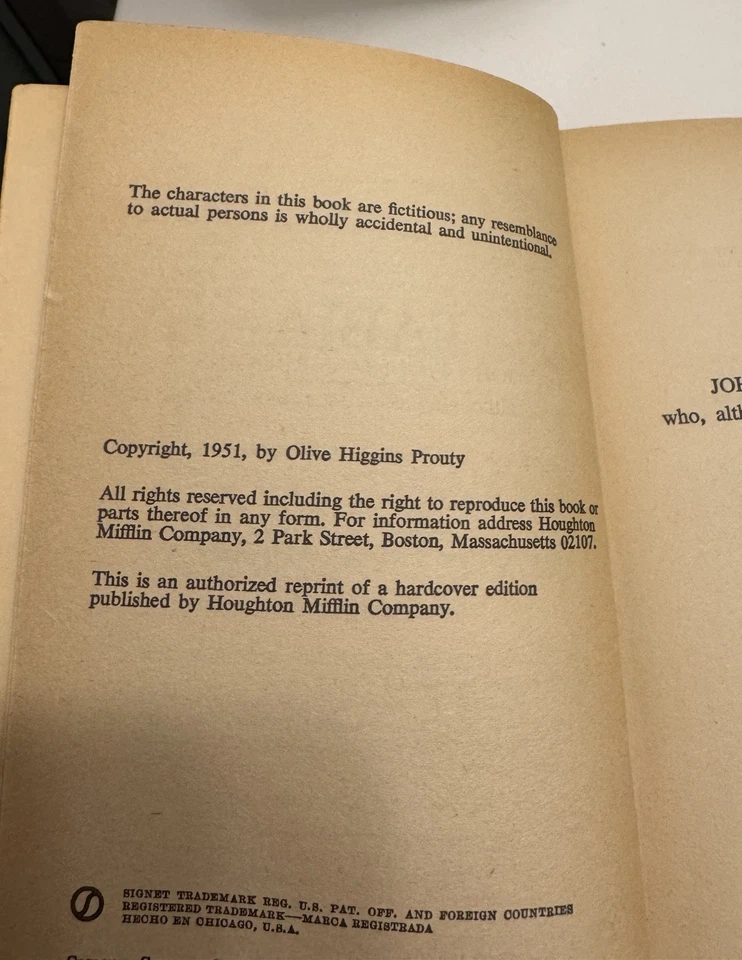 The characters in this book are fictitious; any resemblance
to actual persons is wholly accidental and unintentional.
Copyright, 1951, by Olive Higgins Prouty
All rights reserved including the right to reproduce this book or
parts thereof in any form. For information address Houghton
Mifflin Company, 2 Park Street, Boston, Massachusetts 02107.
This is an authorized reprint of a hardcover edition
published by Houghton Mifflin Company.
SIGNET TRADEMARK REG. U.S. PAT. OFF. AND FOREIGN COUNTRIES
REGISTERED TRADEMARK—MARCA REGISTRADA
HECHO EN CHICAGO, U.S.A.
who,